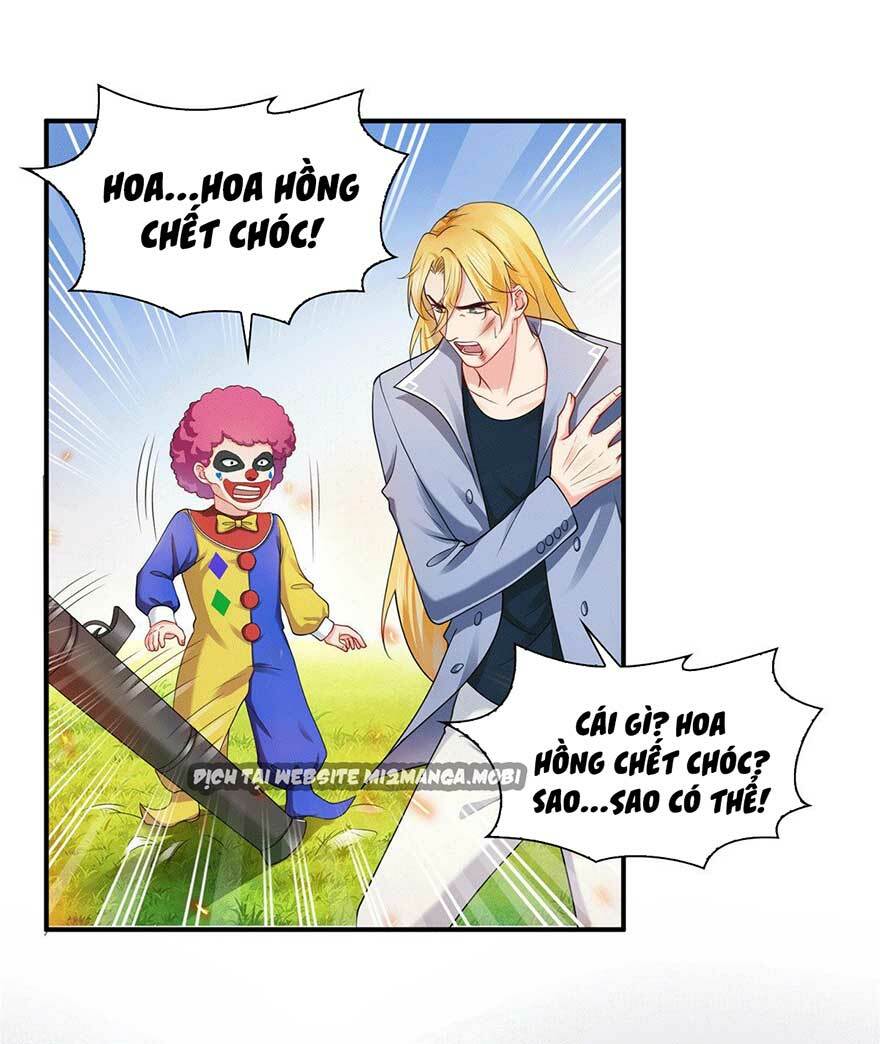 HOA...HOA HỒNG
CHẾT CHÓC!
CÁI GÌ? HOA
HỒNG CHẾT CHÓC?
SAO...SAO CÓ THỂ!
DỊCH TẠI WEBSITE MI2MANGA.MOBI